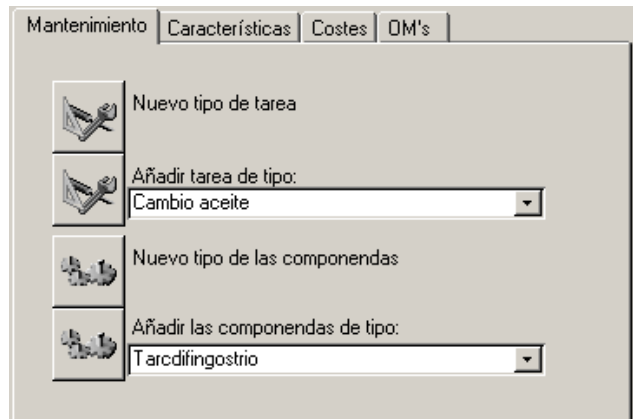 Mantenimiento Características Costes OM's
Nuevo tipo de tarea
Añadir tarea de tipo:
Cambio aceite
Nuevo tipo de las componendas
Añadir las componendas de tipo:
Tarcdifingostrio